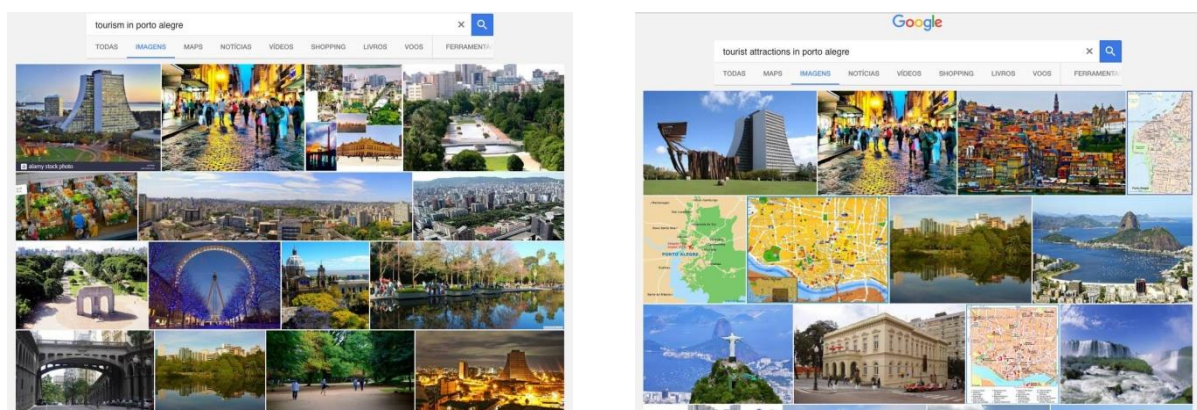 tourism in porto alegre
TODAS IMAGENS MAPS NOTÍCIAS VÍDEOS SHOPPING LIVROS VOOS FERRAMENTA
alamy stock photo
Google
tourist attractions in porto alegre
TODAS MAPS IMAGENS NOTÍCIAS VÍDEOS SHOPPING LIVROS VOOS FERRAMENTA
PORTO ALEGRE